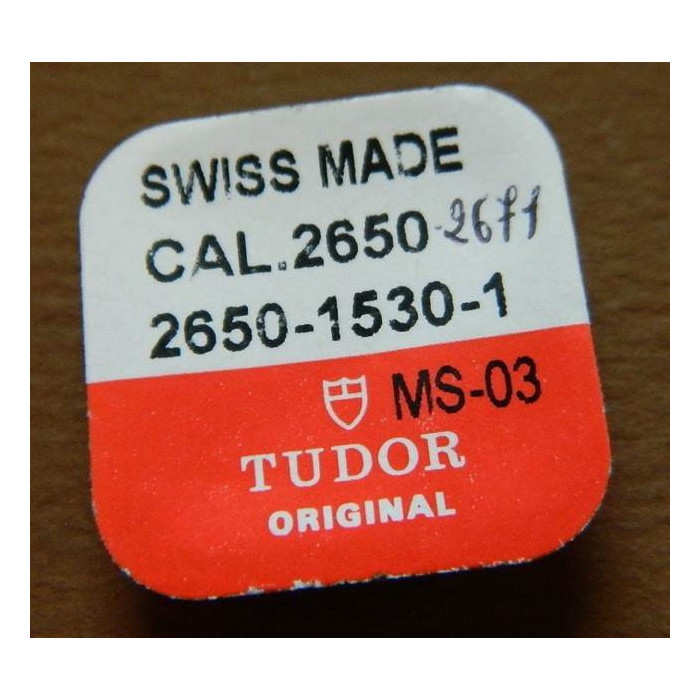 SWISS MADE
CAL.2650-2671
2650-1530-1
MS-03
TUDOR
ORIGINAL